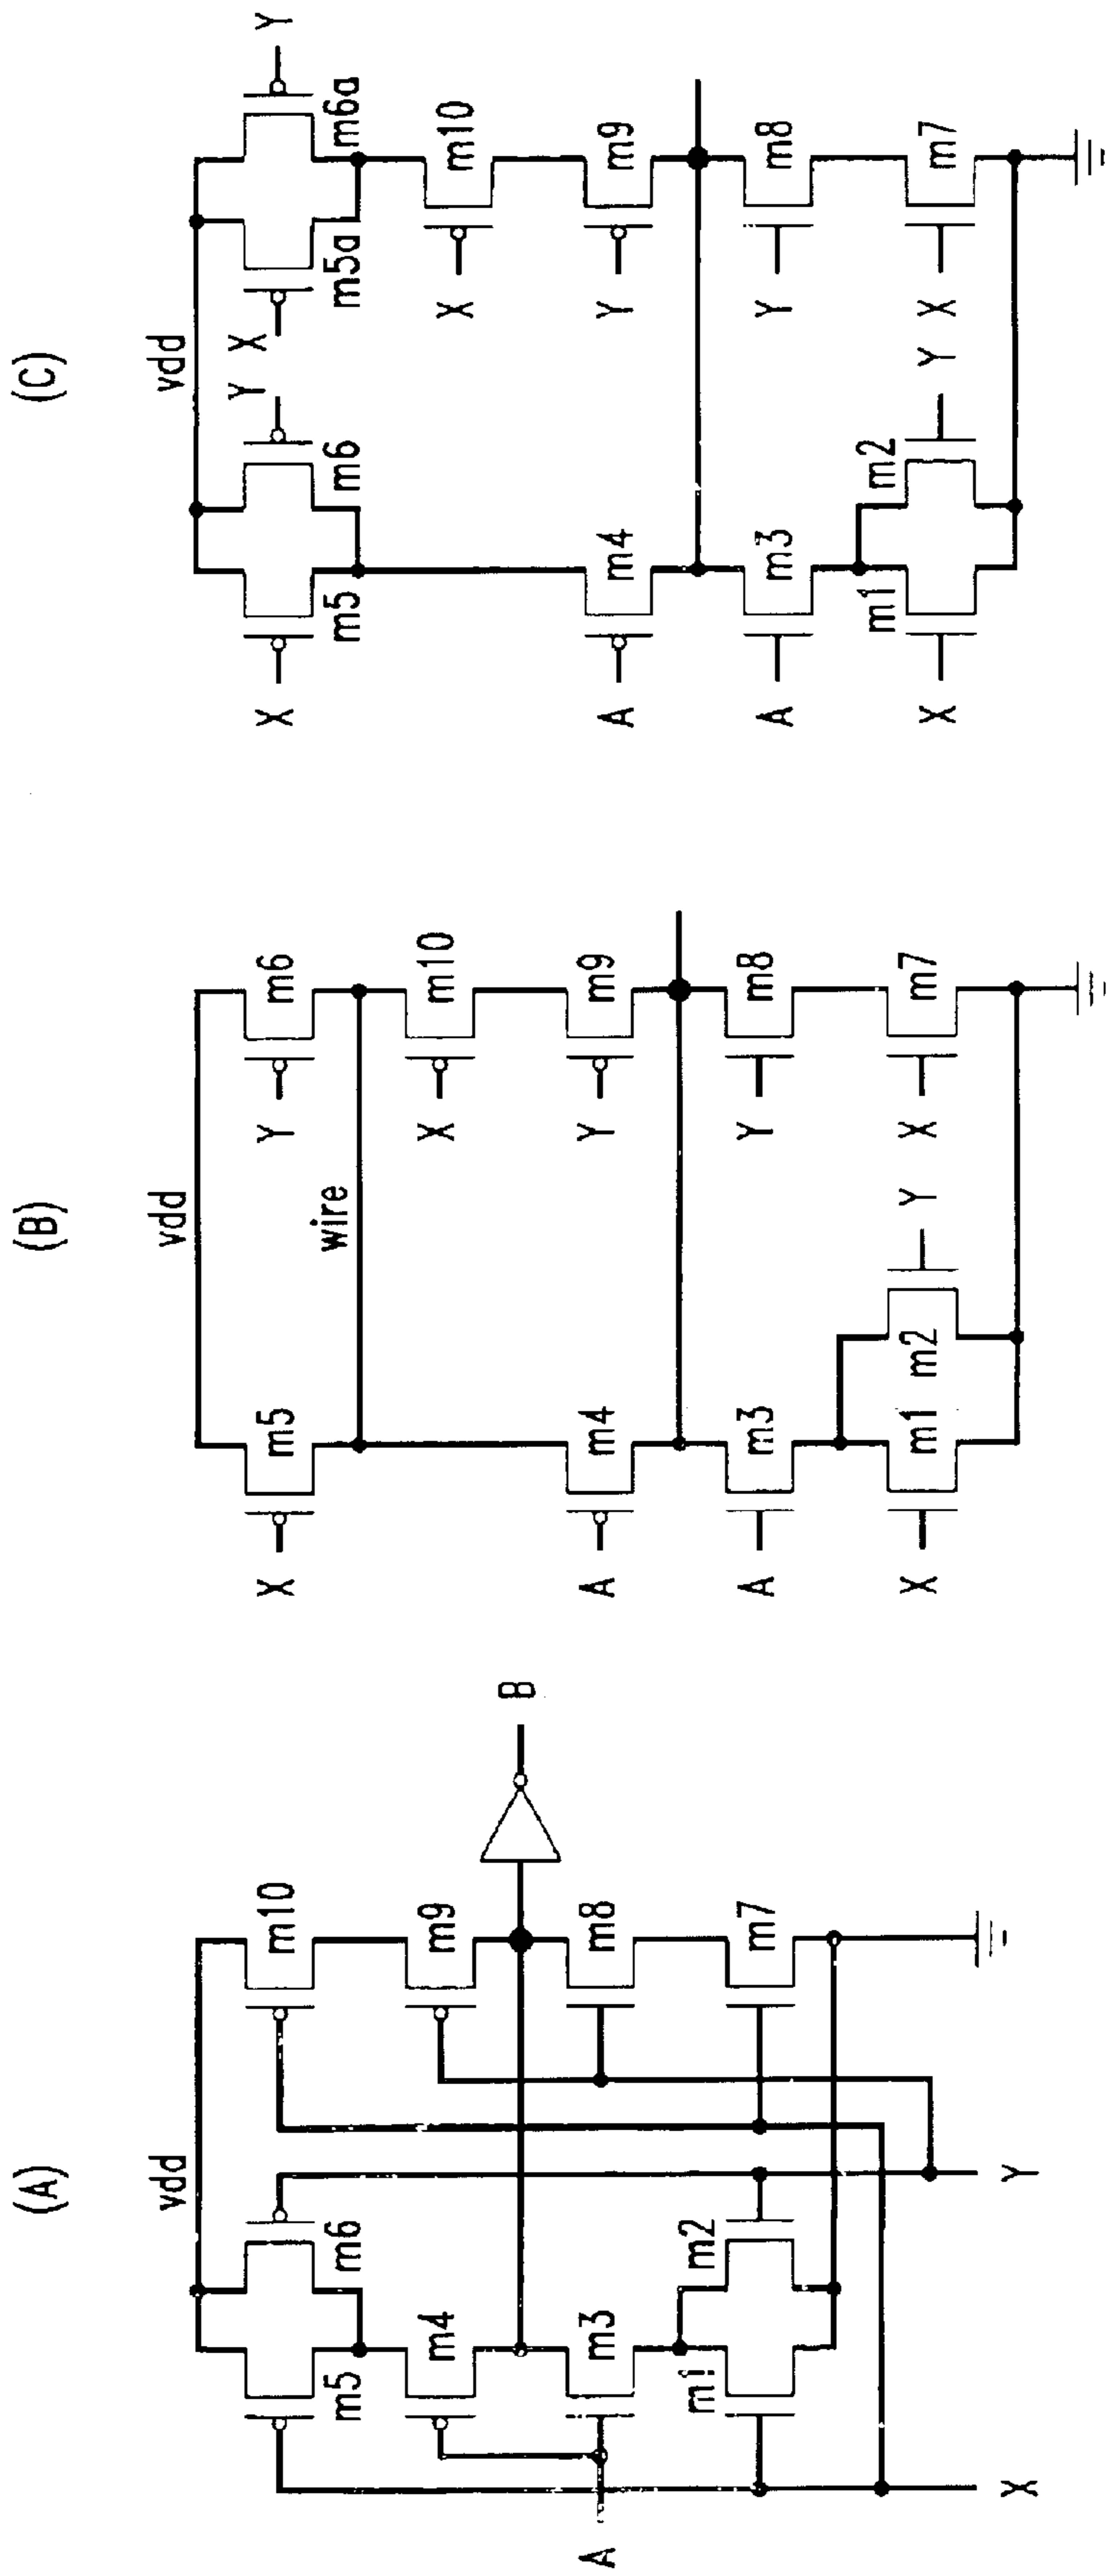 (A)
vdd
m10
m5 m6
m4 m9
B
m3 m8
A
m1 m2 m7
X Y
(B)
vdd
X m5 Y m6
wire
X m10
A m4 Y m9
A m3 Y m8
X m1 m2 Y X m7
(C)
vdd
X Y X Y
m5 m6 m5a m6a
X m10
A m4 Y m9
A m3 Y m8
m1 m2
X Y X m7